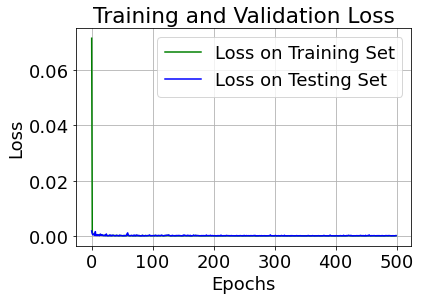 Training and Validation Loss
Loss on Training Set
Loss on Testing Set
Loss
0.06
0.04
0.02
0.00
0 100 200 300 400 500
Epochs